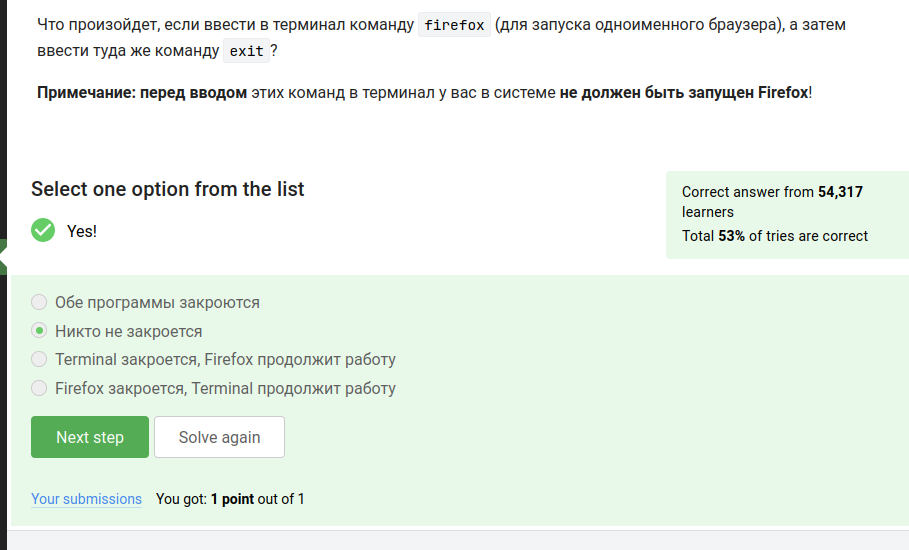 Что произойдет, если ввести в терминал команду firefox (для запуска одноименного браузера), а затем
ввести туда же команду exit ?
Примечание: перед вводом этих команд в терминал у вас в системе не должен быть запущен Firefox!
Select one option from the list
Correct answer from 54,317
learners
Total 53% of tries are correct
Yes!
Обе программы закроются
Никто не закроется
Terminal закроется, Firefox продолжит работу
Firefox закроется, Terminal продолжит работу
Next step Solve again
Your submissions You got: 1 point out of 1